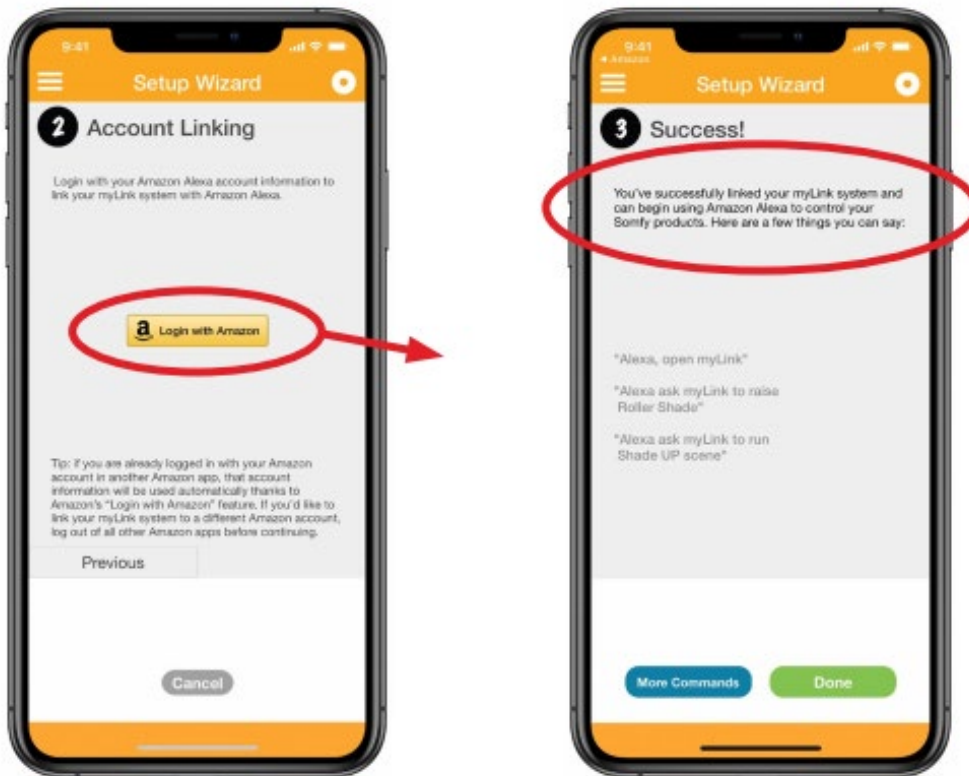 9:41
Setup Wizard
2 Account Linking
Login with your Amazon Alexa account information to
link your myLink system with Amazon Alexa.
a Login with Amazon
Tip: if you are already logged in with your Amazon
account in another Amazon app, that account
information will be used automatically thanks to
Amazon's "Login with Amazon" feature. If you'd like to
link your myLink system to a different Amazon account,
log out of all other Amazon apps before continuing.
Previous
Cancel
9:41
Amazon
Setup Wizard
3 Success!
You've successfully linked your myLink system and
can begin using Amazon Alexa to control your
Somfy products. Here are a few things you can say:
"Alexa, open myLink"
"Alexa ask myLink to raise
Roller Shade"
"Alexa ask myLink to run
Shade UP scene"
More Commands
Done